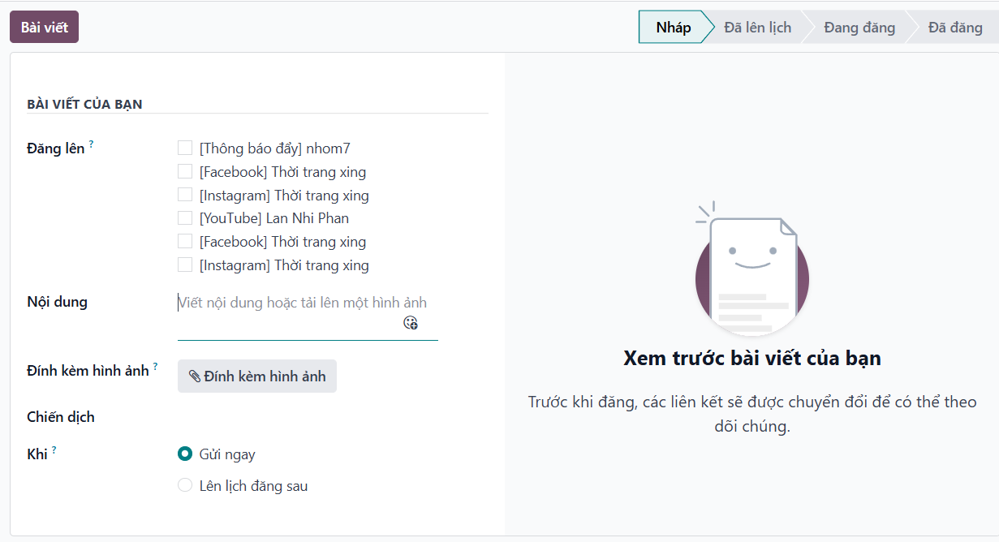 Bài viết
Nháp
Đã lên lịch
Đang đăng
Đã đăng
BÀI VIẾT CỦA BẠN
Đăng lên ?
[Thông báo đẩy] nhom7
[Facebook] Thời trang xing
[Instagram] Thời trang xing
[YouTube] Lan Nhi Phan
[Facebook] Thời trang xing
[Instagram] Thời trang xing
Nội dung
Viết nội dung hoặc tải lên một hình ảnh
Đính kèm hình ảnh ?
Đính kèm hình ảnh
Chiến dịch
Khi ?
Gửi ngay
Lên lịch đăng sau
Xem trước bài viết của bạn
Trước khi đăng, các liên kết sẽ được chuyển đổi để có thể theo
dõi chúng.